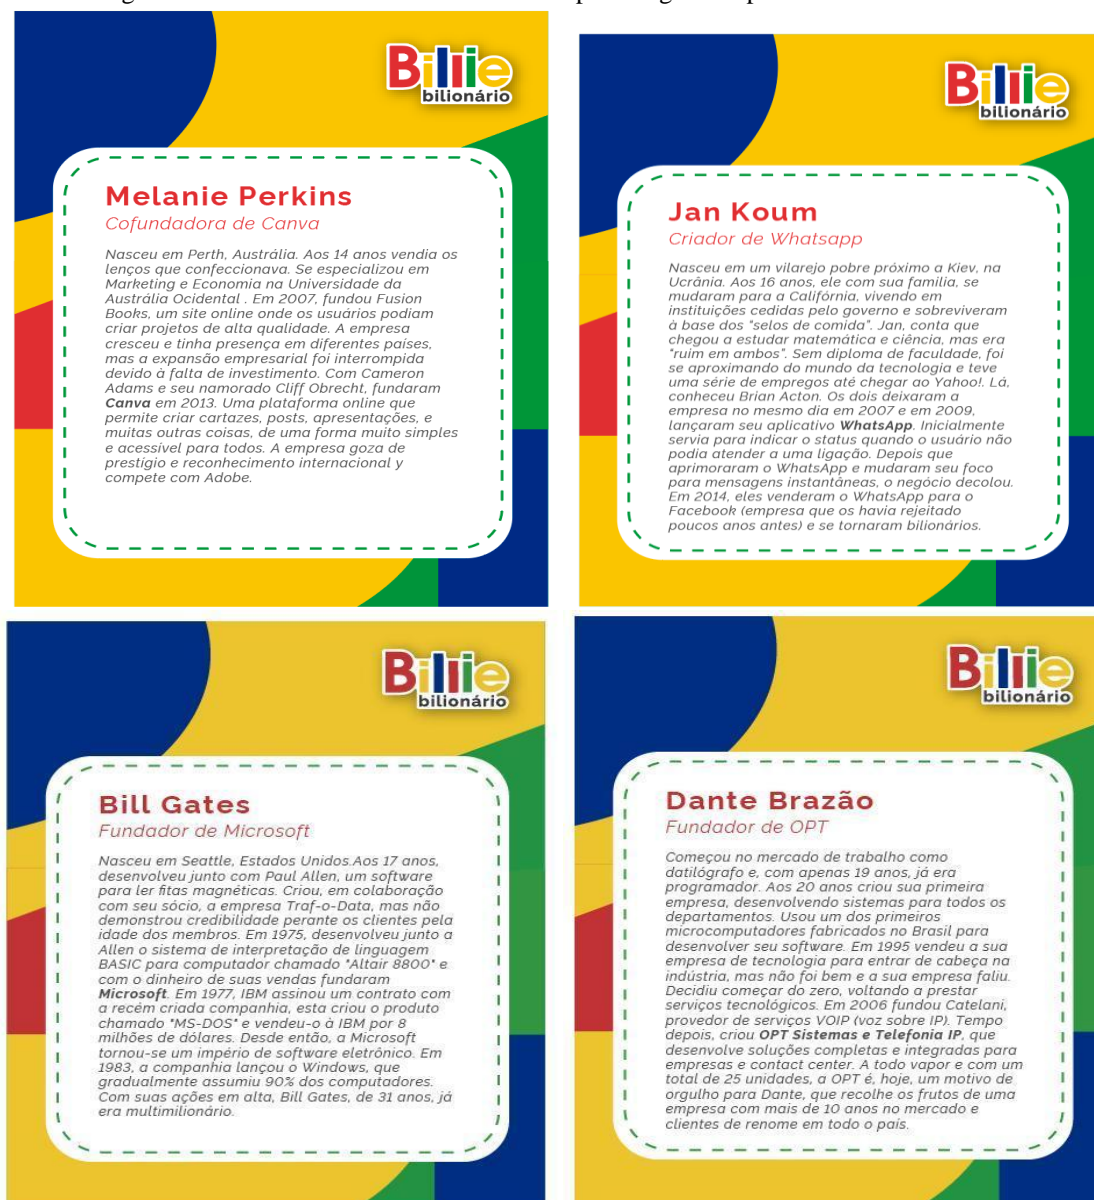 Billie
bilionário
Melanie Perkins
Cofundadora de Canva
Nasceu em Perth, Austrália. Aos 14 anos vendia os
lenços que confeccionava. Se especializou em
Marketing e Economia na Universidade da
Austrália Ocidental . Em 2007, fundou Fusion
Books, um site online onde os usuários podiam
criar projetos de alta qualidade. A empresa
cresceu e tinha presença em diferentes países,
mas a expansão empresarial foi interrompida
devido à falta de investimento. Com Cameron
Adams e seu namorado Cliff Obrecht, fundaram
Canva em 2013. Uma plataforma online que
permite criar cartazes, posts, apresentações, e
muitas outras coisas, de uma forma muito simples
e acessível para todos. A empresa goza de
prestígio e reconhecimento internacional y
compete com Adobe.
Billie
bilionário
Jan Koum
Criador de Whatsapp
Nasceu em um vilarejo pobre próximo a Kiev, na
Ucrânia. Aos 16 anos, ele com sua família, se
mudaram para a Califórnia, vivendo em
instituições cedidas pelo governo e sobreviveram
à base dos "selos de comida". Jan, conta que
chegou a estudar matemática e ciência, mas era
"ruim em ambos". Sem diploma de faculdade, foi
se aproximando do mundo da tecnologia e teve
uma série de empregos até chegar ao Yahoo!. Lá,
conheceu Brian Acton. Os dois deixaram a
empresa no mesmo dia em 2007 e em 2009,
lançaram seu aplicativo WhatsApp. Inicialmente
servia para indicar o status quando o usuário não
podia atender a uma ligação. Depois que
aprimoraram o WhatsApp e mudaram seu foco
para mensagens instantâneas, o negócio decolou.
Em 2014, eles venderam o WhatsApp para o
Facebook (empresa que os havia rejeitado
poucos anos antes) e se tornaram bilionários.
Billie
bilionário
Bill Gates
Fundador de Microsoft
Nasceu em Seattle, Estados Unidos.Aos 17 anos,
desenvolveu junto com Paul Allen, um software
para ler fitas magnéticas. Criou, em colaboração
com seu sócio, a empresa Traf-o-Data, mas não
demonstrou credibilidade perante os clientes pela
idade dos membros. Em 1975, desenvolveu junto a
Allen o sistema de interpretação de linguagem
BASIC para computador chamado "Altair 8800" e
com o dinheiro de suas vendas fundaram
Microsoft. Em 1977, IBM assinou um contrato com
a recém criada companhia, esta criou o produto
chamado "MS-DOS" e vendeu-o à IBM por 8
milhões de dólares. Desde então, a Microsoft
tornou-se um império de software eletrônico. Em
1983, a companhia lançou o Windows, que
gradualmente assumiu 90% dos computadores.
Com suas ações em alta, Bill Gates, de 31 anos, já
era multimilionário.
Billie
bilionário
Dante Brazão
Fundador de OPT
Começou no mercado de trabalho como
datilógrafo e, com apenas 19 anos, já era
programador. Aos 20 anos criou sua primeira
empresa, desenvolvendo sistemas para todos os
departamentos. Usou um dos primeiros
microcomputadores fabricados no Brasil para
desenvolver seu software. Em 1995 vendeu a sua
empresa de tecnologia para entrar de cabeça na
indústria, mas não foi bem e a sua empresa faliu.
Decidiu começar do zero, voltando a prestar
serviços tecnológicos. Em 2006 fundou Catelani,
provedor de serviços VOIP (voz sobre IP). Tempo
depois, criou OPT Sistemas e Telefonia IP, que
desenvolve soluções completas e integradas para
empresas e contact center. A todo vapor e com um
total de 25 unidades, a OPT é, hoje, um motivo de
orgulho para Dante, que recolhe os frutos de uma
empresa com mais de 10 anos no mercado e
clientes de renome em todo o país.